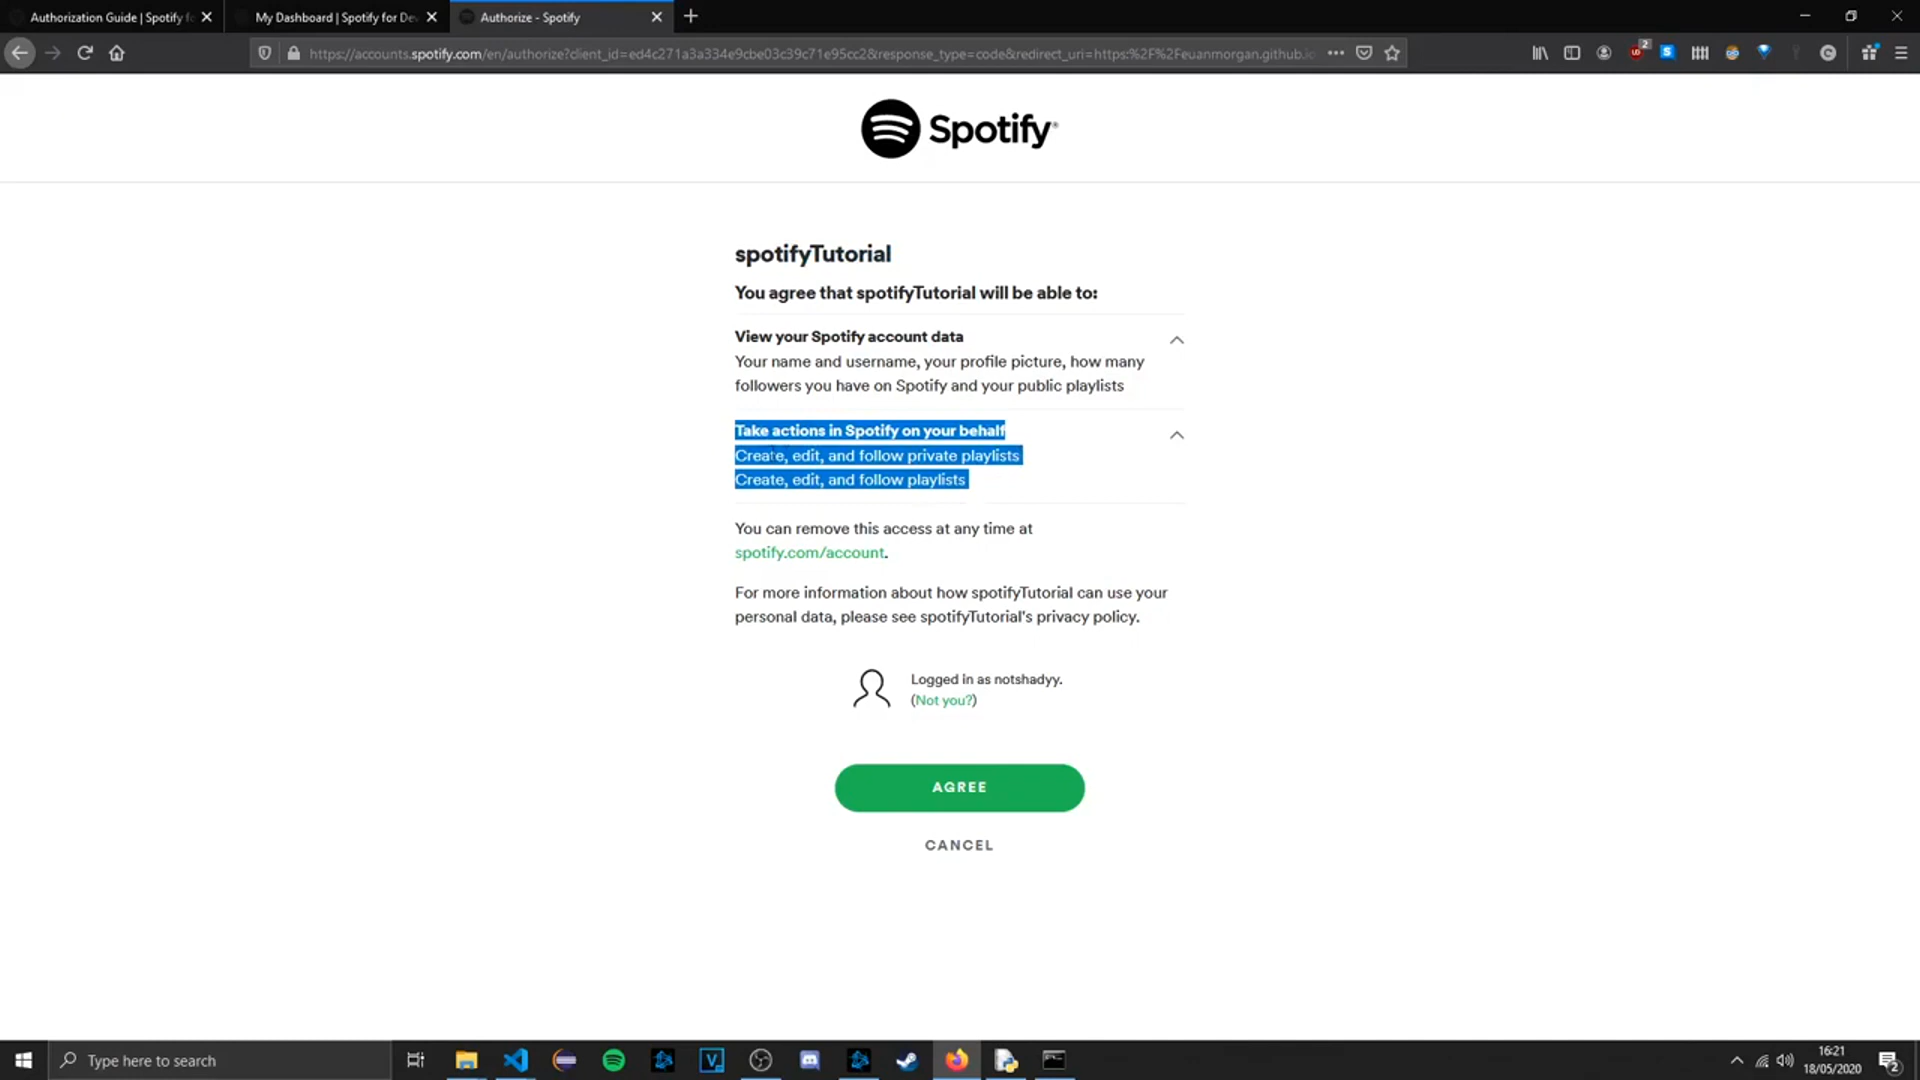 Authorization Guide | Spotify fo
My Dashboard | Spotify for De
Authorize - Spotify
https://accounts.spotify.com/en/authorize?client_id=ed4c271a3a334e9cbe03c39c71e95cc2&response_type=code&redirect_uri=https:%2F%2Feuanmorgan.github.io
2
Spotify
spotifyTutorial
You agree that spotifyTutorial will be able to:
View your Spotify account data
Your name and username, your profile picture, how many
followers you have on Spotify and your public playlists
Take actions in Spotify on your behalf
Create, edit, and follow private playlists
Create, edit, and follow playlists
You can remove this access at any time at
spotify.com/account.
For more information about how spotifyTutorial can use your
personal data, please see spotifyTutorial's privacy policy.
Logged in as notshadyy.
(Not you?)
AGREE
CANCEL
Type here to search
16:21
18/05/2020
2